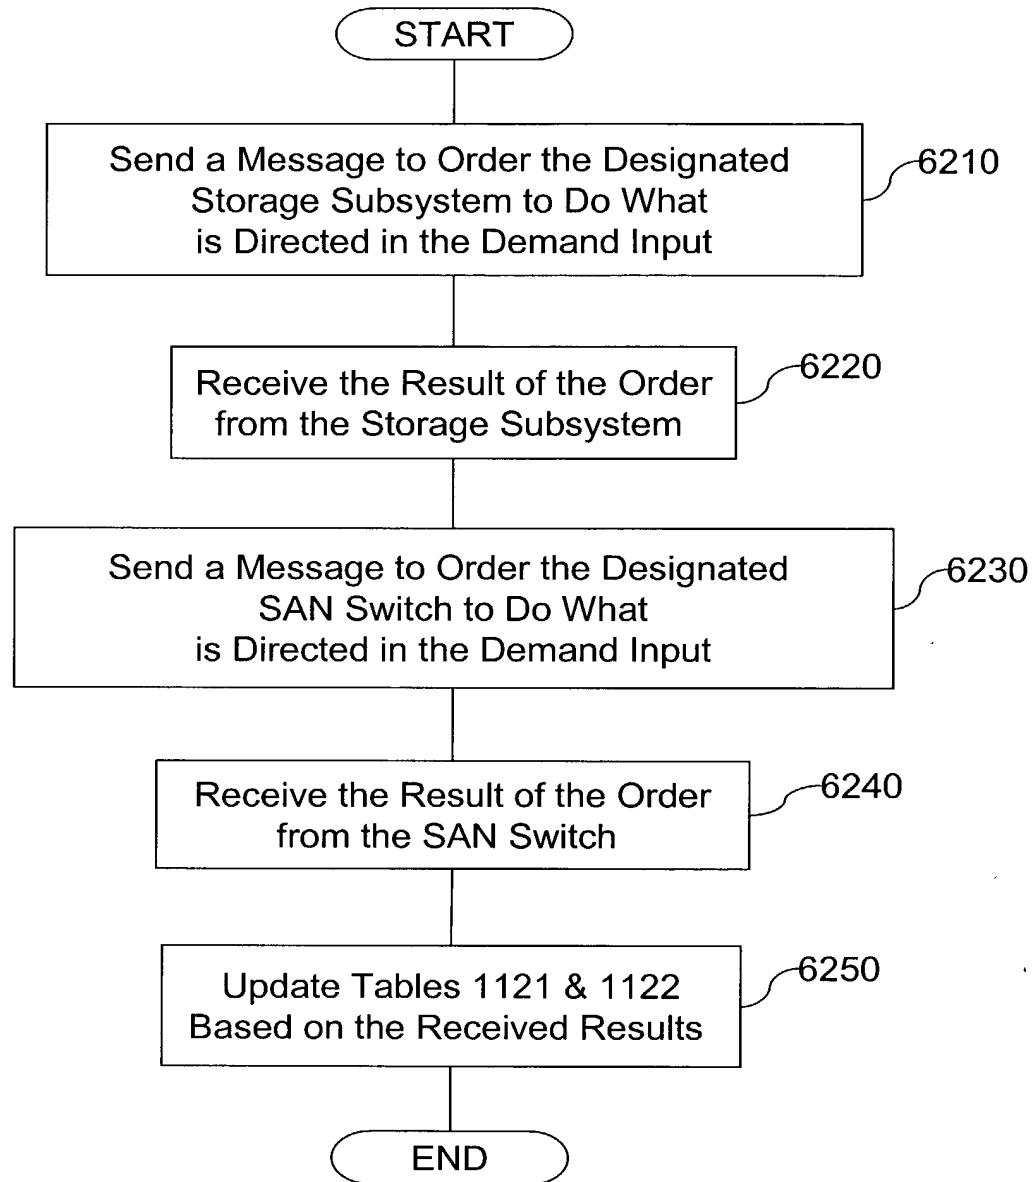 START
Send a Message to Order the Designated
Storage Subsystem to Do What
is Directed in the Demand Input
6210
Receive the Result of the Order
from the Storage Subsystem
6220
Send a Message to Order the Designated
SAN Switch to Do What
is Directed in the Demand Input
6230
Receive the Result of the Order
from the SAN Switch
6240
Update Tables 1121 & 1122
Based on the Received Results
6250
END